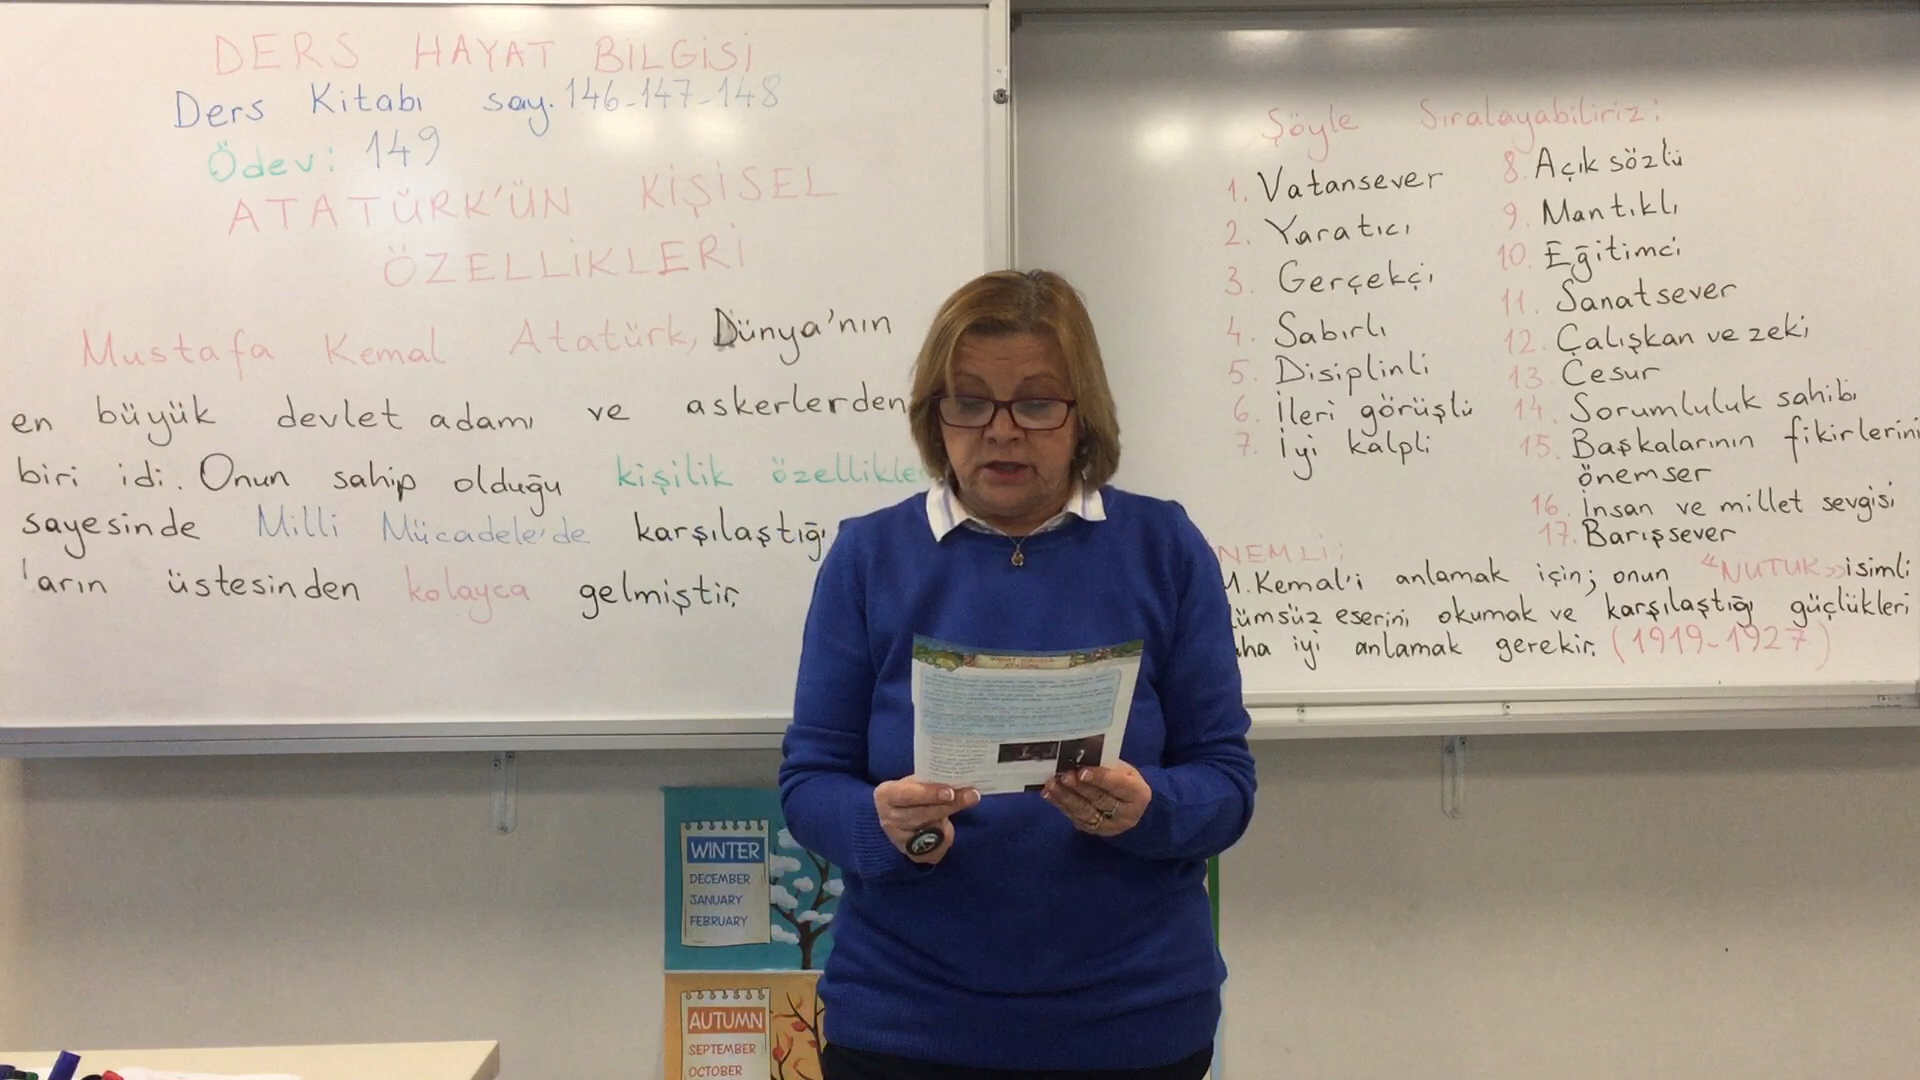 DERS HAYAT BİLGİSİ
Ders Kitabı say. 146-147-148
Ödev: 149
ATATÜRK'ÜN KİŞİSEL
ÖZELLİKLERİ
Mustafa Kemal Atatürk, Dünya'nın
en büyük devlet adamı ve askerlerden
biri idi. Onun sahip olduğu kişilik özellikle
sayesinde Milli Mücadele'de karşılaştığı
'arın üstesinden kolayca gelmiştir.
Şöyle Sıralayabiliriz:
1. Vatansever
2. Yaratıcı
3. Gerçekçi
4. Sabırlı
5. Disiplinli
6. İleri görüşlü
7. İyi kalpli
8. Açık sözlü
9. Mantıklı
10. Eğitimci
11. Sanatsever
12. Çalışkan ve zeki
13. Cesur
14. Sorumluluk sahibi
15. Başkalarının fikirlerini
önemser
16. İnsan ve millet sevgisi
17. Barışsever
NEMLİ:
M. Kemal'i anlamak için; onun "NUTUK» isimli
lümsüz eserini okumak ve karşılaştığı güçlükleri
aha iyi anlamak gerekir. (1919-1927)
WINTER
DECEMBER
JANUARY
FEBRUARY
AUTUMN
SEPTEMBER
OCTOBER